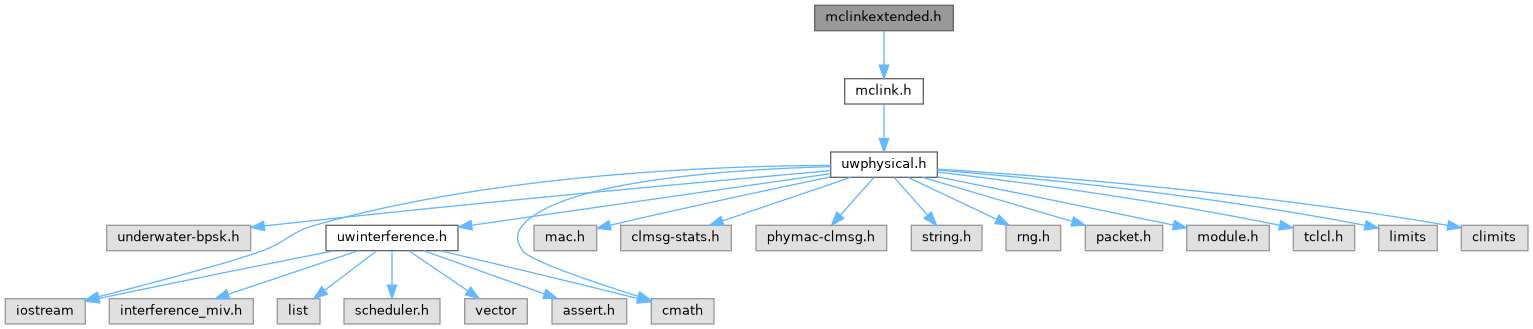 mclinkextended.h
mclink.h
uwphysical.h
underwater-bpsk.h
uwinterference.h
mac.h
clmsg-stats.h
phymac-clmsg.h
string.h
rng.h
packet.h
module.h
tclcl.h
limits
climits
iostream
interference_miv.h
list
scheduler.h
vector
assert.h
cmath